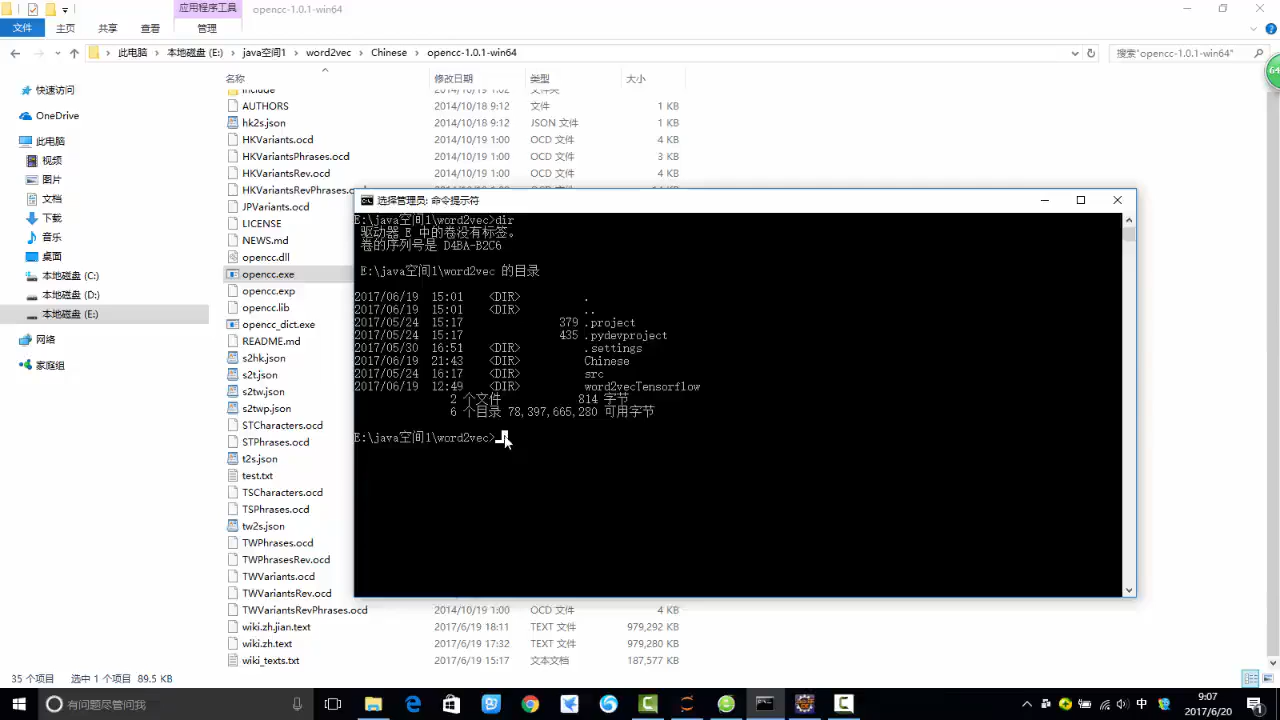 应用程序工具 opencc-1.0.1-win64
文件 主页 共享 查看 管理
此电脑 本地磁盘 (E:) java空间1 word2vec Chinese opencc-1.0.1-win64 搜索"opencc-1.0.1-win64"
64
名称 修改日期 类型 大小
快速访问
OneDrive
此电脑
视频
图片
文档
下载
音乐
桌面
本地磁盘 (C:)
本地磁盘 (D:)
本地磁盘 (E:)
网络
家庭组
include 2014/10/19 1:02 文件夹
AUTHORS 2014/10/18 9:12 文件 1 KB
hk2s.json 2014/10/18 9:12 JSON 文件 1 KB
HKVariants.ocd 2014/10/19 1:00 OCD 文件 4 KB
HKVariantsPhrases.ocd 2014/10/19 1:00 OCD 文件 3 KB
HKVariantsRev.ocd 2014/10/19 1:00 OCD 文件 4 KB
HKVariantsRevPhrases.oc
JPVariants.ocd
LICENSE
NEWS.md
opencc.dll
opencc.exe
opencc.exp
opencc.lib
opencc_dict.exe
README.md
s2hk.json
s2t.json
s2tw.json
s2twp.json
STCharacters.ocd
STPhrases.ocd
t2s.json
test.txt
TSCharacters.ocd
TSPhrases.ocd
tw2s.json
TWPhrases.ocd
TWPhrasesRev.ocd
TWVariants.ocd
TWVariantsRev.ocd
TWVariantsRevPhrases.ocd 2014/10/19 1:00 OCD 文件 4 KB
wiki.zh.jian.text 2017/6/19 18:11 TEXT 文件 979,292 KB
wiki.zh.text 2017/6/19 17:32 TEXT 文件 979,280 KB
wiki_texts.txt 2017/6/19 15:17 文本文档 187,577 KB
选择管理员: 命令提示符
E:\java空间1\word2vec>dir
驱动器 E 中的卷没有标签。
卷的序列号是 D4BA-B2C6
E:\java空间1\word2vec 的目录
2017/06/19 15:01 <DIR> .
2017/06/19 15:01 <DIR> ..
2017/05/24 15:17 379 .project
2017/05/24 15:17 435 .pydevproject
2017/05/30 16:51 <DIR> .settings
2017/06/19 21:43 <DIR> Chinese
2017/05/24 16:17 <DIR> src
2017/06/19 12:49 <DIR> word2vecTensorflow
2 个文件 814 字节
6 个目录 78,397,665,280 可用字节
E:\java空间1\word2vec>
35 个项目 选中 1 个项目 89.5 KB
有问题尽管问我
中
9:07
2017/6/20
1